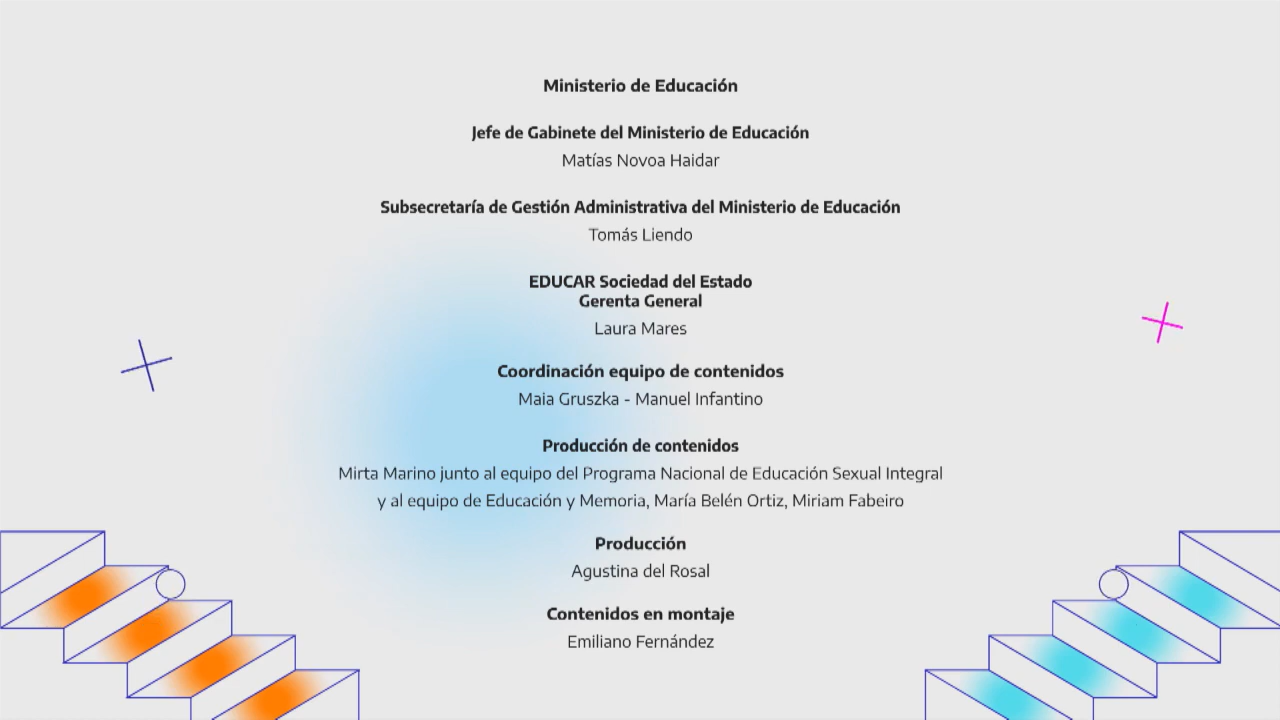 Ministerio de Educación
Jefe de Gabinete del Ministerio de Educación
Matías Novoa Haidar
Subsecretaría de Gestión Administrativa del Ministerio de Educación
Tomás Liendo
EDUCAR Sociedad del Estado
Gerenta General
Laura Mares
Coordinación equipo de contenidos
Maia Gruszka - Manuel Infantino
Producción de contenidos
Mirta Marino junto al equipo del Programa Nacional de Educación Sexual Integral
y al equipo de Educación y Memoria, María Belén Ortiz, Miriam Fabeiro
Producción
Agustina del Rosal
Contenidos en montaje
Emiliano Fernández